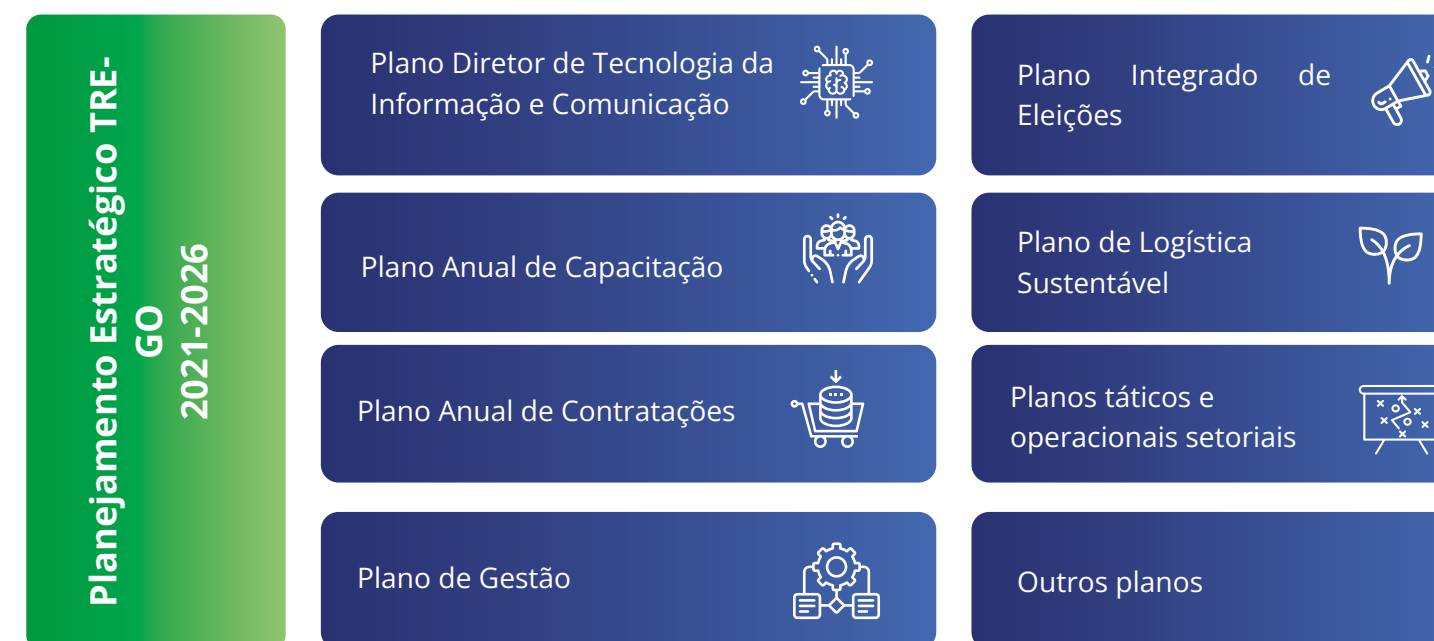 Planejamento Estratégico TRE-
GO
2021-2026
Plano Diretor de Tecnologia da
Informação e Comunicação
Plano Integrado de
Eleições
Plano Anual de Capacitação
Plano de Logística
Sustentável
Plano Anual de Contratações
Planos táticos e
operacionais setoriais
Plano de Gestão
Outros planos